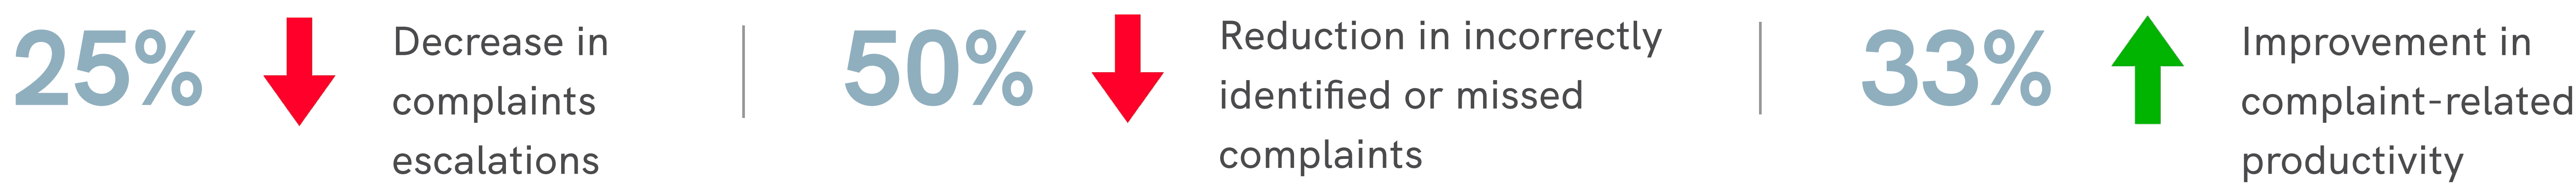 25%
Decrease in
complaints
escalations
50%
Reduction in incorrectly
identified or missed
complaints
33%
Improvement in
complaint-related
productivity